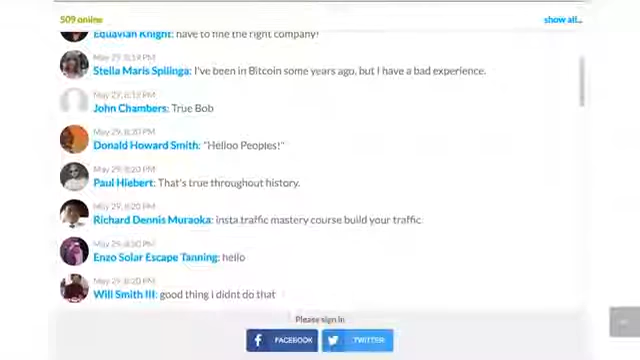 509 online
show all...
Equavian Knight: have to fine the right company!
May 29, 8:19 PM
Stella Maris Spilinga: I've been in Bitcoin some years ago, but I have a bad experience.
May 29, 8:19 PM
John Chambers: True Bob
May 29, 8:20 PM
Donald Howard Smith: "Helloo Peoples!"
May 29, 8:20 PM
Paul Hiebert: That's true throughout history.
May 29, 8:20 PM
Richard Dennis Muraoka: insta traffic mastery course build your traffic
May 29, 8:20 PM
Enzo Solar Escape Tanning: hello
May 29, 8:20 PM
Will Smith III: good thing i didnt do that
Please sign in
FACEBOOK
TWITTER